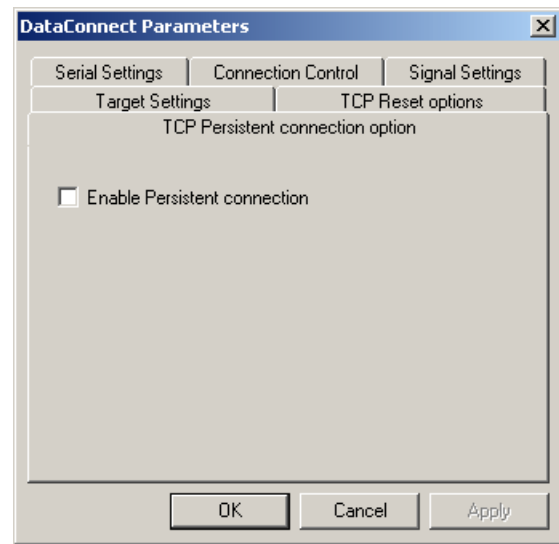 DataConnect Parameters
Serial Settings Connection Control Signal Settings
Target Settings TCP Reset options
TCP Persistent connection option
Enable Persistent connection
OK Cancel Apply